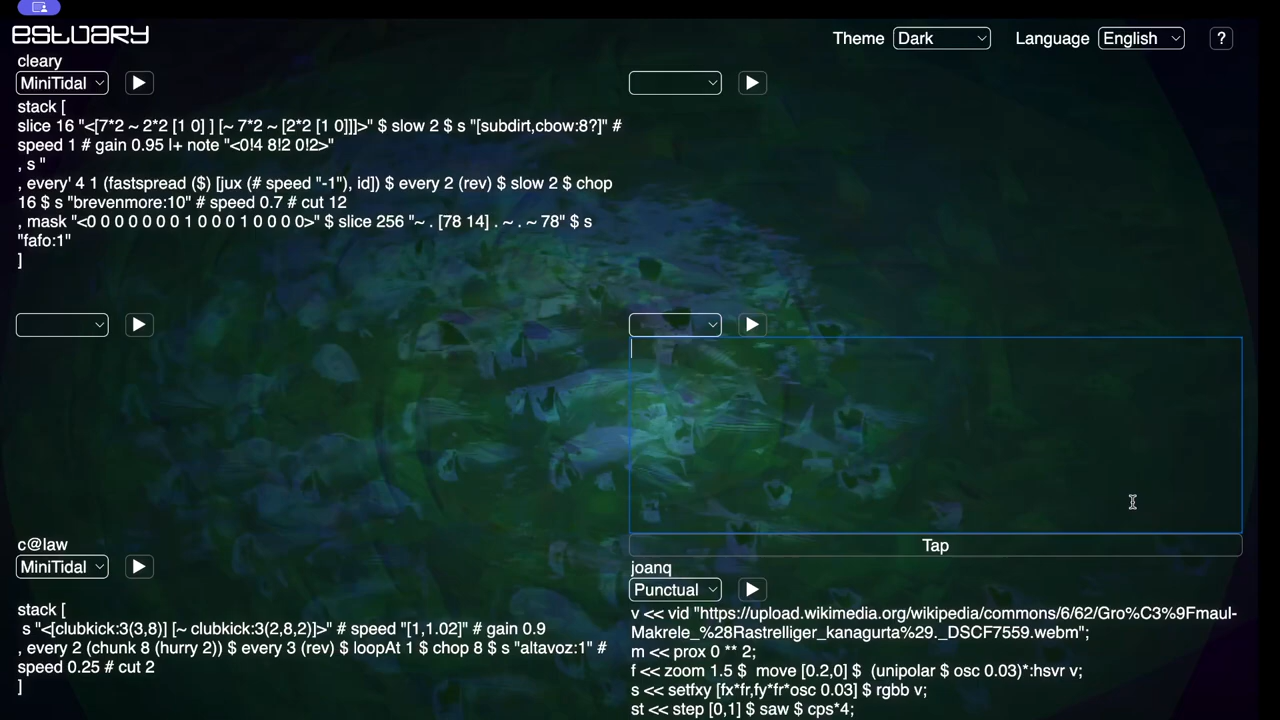 estuary
Theme Dark Language English ?
cleary
MiniTidal
stack [
slice 16 "<[7*2 ~ 2*2 [1 0] ] [~ 7*2 ~ [2*2 [1 0]]]>" $ slow 2 $ s "[subdirt,cbow:8?]" #
speed 1 # gain 0.95 |+ note "<0!4 8!2 0!2>"
, s "
, every' 4 1 (fastspread ($) [jux (# speed "-1"), id]) $ every 2 (rev) $ slow 2 $ chop
16 $ s "brevenmore:10" # speed 0.7 # cut 12
, mask "<0 0 0 0 0 0 0 1 0 0 0 1 0 0 0 0>" $ slice 256 "~ . [78 14] . ~ . ~ 78" $ s
"fafo:1"
]
Tap
c@law
MiniTidal
stack [
s "<[clubkick:3(3,8)] [~ clubkick:3(2,8,2)]>" # speed "[1,1.02]" # gain 0.9
, every 2 (chunk 8 (hurry 2)) $ every 3 (rev) $ loopAt 1 $ chop 8 $ s "altavoz:1" #
speed 0.25 # cut 2
]
joanq
Punctual
v << vid "https://upload.wikimedia.org/wikipedia/commons/6/62/Gro%C3%9Fmaul-
Makrele_%28Rastrelliger_kanagurta%29._DSCF7559.webm";
m << prox 0 ** 2;
f << zoom 1.5 $ move [0.2,0] $ (unipolar $ osc 0.03)*:hsvr v;
s << setfxy [fx*fr,fy*fr*osc 0.03] $ rgbb v;
st << step [0,1] $ saw $ cps*4;